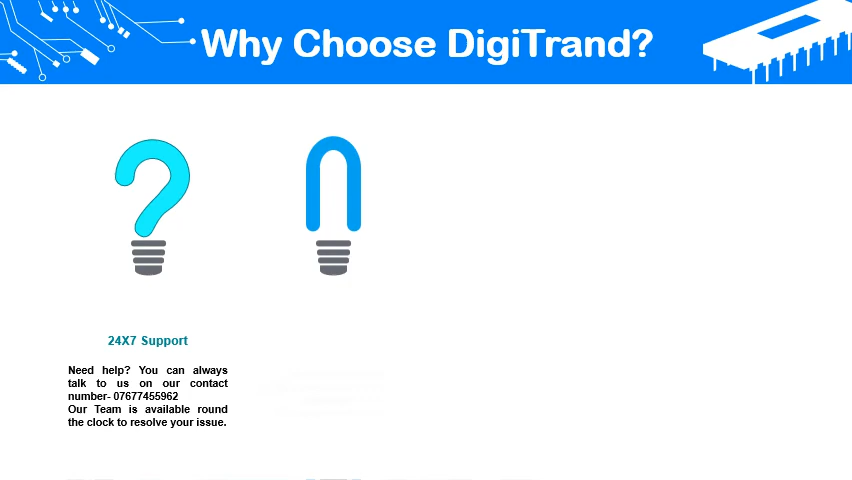 Why Choose DigiTrand?
24X7 Support
Need help? You can always
talk to us on our contact
number- 07677455962
Our Team is available round
the clock to resolve your issue.